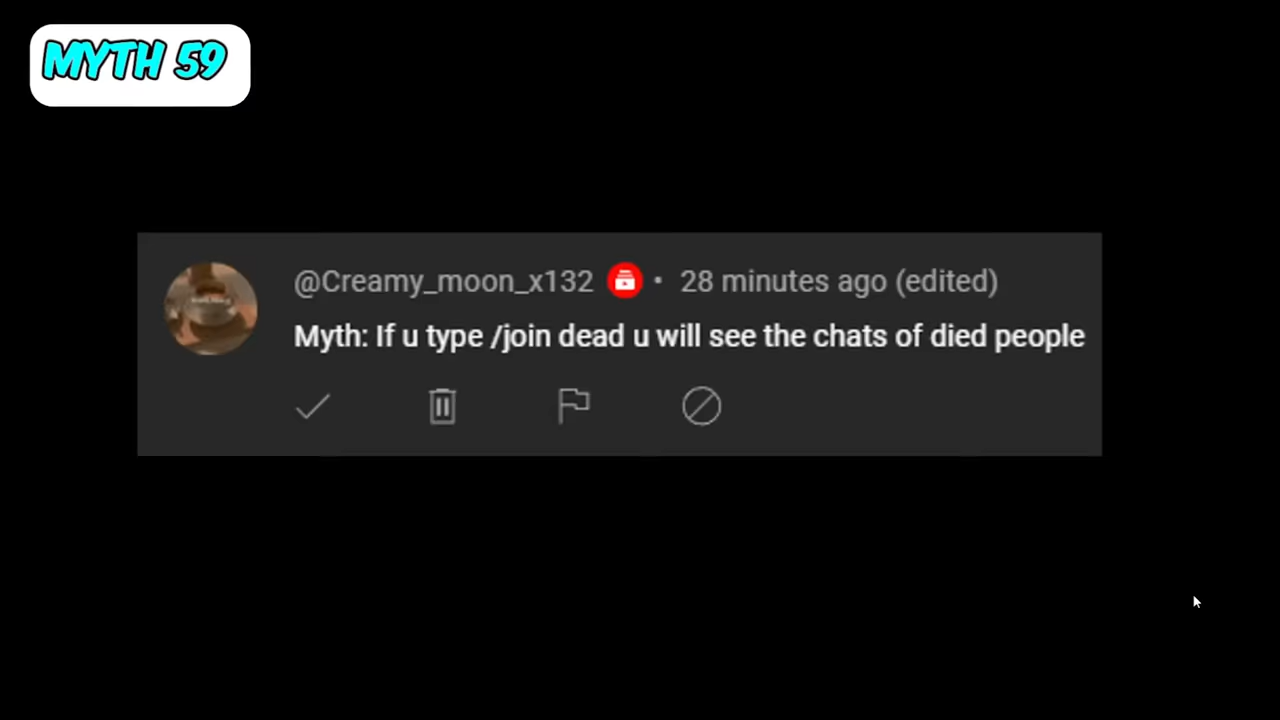 MYTH 59
@Creamy_moon_x132 • 28 minutes ago (edited)
Myth: If u type /join dead u will see the chats of died people